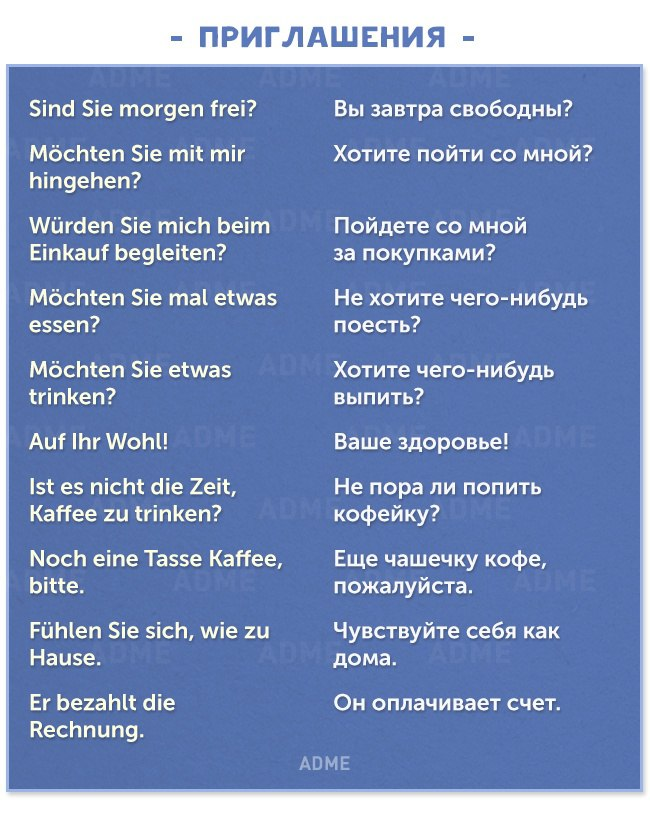 - ПРИГЛАШЕНИЯ -
Sind Sie morgen frei?
Вы завтра свободны?
Möchten Sie mit mir
hingehen?
Хотите пойти со мной?
Würden Sie mich beim
Einkauf begleiten?
Пойдете со мной
за покупками?
Möchten Sie mal etwas
essen?
Не хотите чего-нибудь
поесть?
Möchten Sie etwas
trinken?
Хотите чего-нибудь
выпить?
Auf Ihr Wohl!
Ваше здоровье!
Ist es nicht die Zeit,
Kaffee zu trinken?
Не пора ли попить
кофейку?
Noch eine Tasse Kaffee,
bitte.
Еще чашечку кофе,
пожалуйста.
Fühlen Sie sich, wie zu
Hause.
Чувствуйте себя как
дома.
Er bezahlt die
Rechnung.
Он оплачивает счет.
ADME